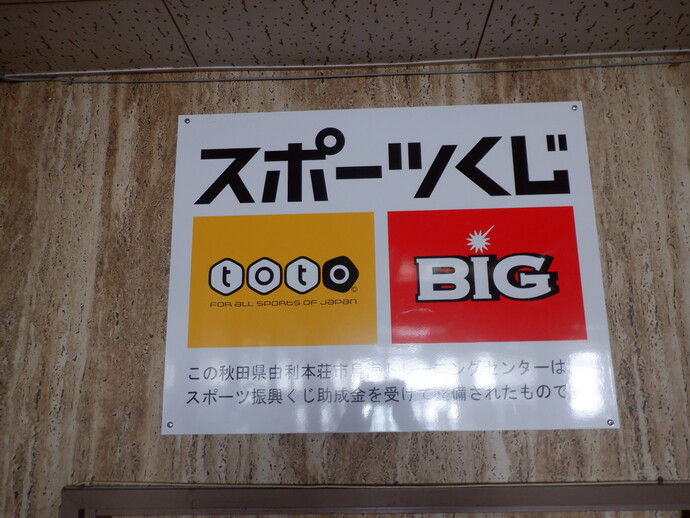 スポーツくじ
toto
FOR ALL SPORTS OF JAPAN
BIG
この秋田県由利本荘市 ングセンターは、
スポーツ振興くじ助成金を受けて整備されたもので